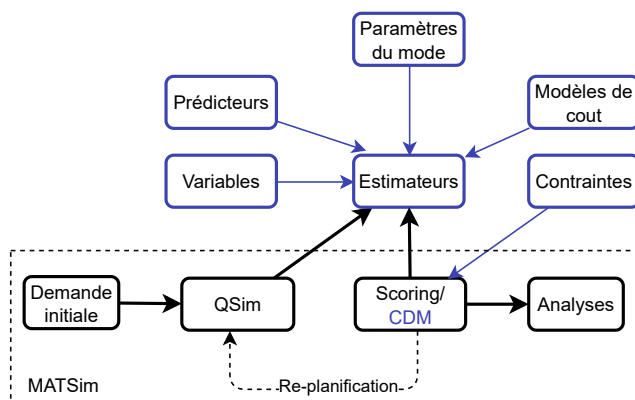 Paramètres
du mode
Prédicteurs
Modèles de
cout
Variables
Estimateurs
Contraintes
Demande
initiale
QSim
Scoring/
CDM
Analyses
Re-planification
MATSim